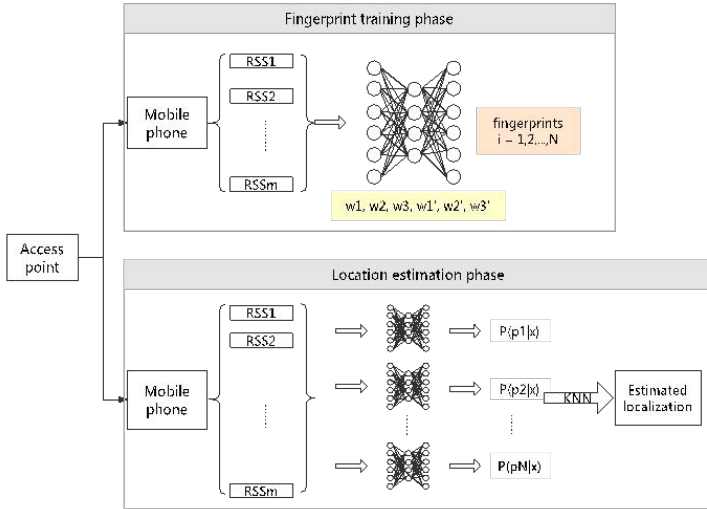 Fingerprint training phase
RSS1
RSS2
RSSm
Mobile
phone
fingerprints
i = 1,2,...,N
w1, w2, w3, w1', w2', w3'
Access
point
Location estimation phase
RSS1
RSS2
RSSm
Mobile
phone
P(p1|x)
P(p2|x)
P(pN|x)
KNN
Estimated
localization